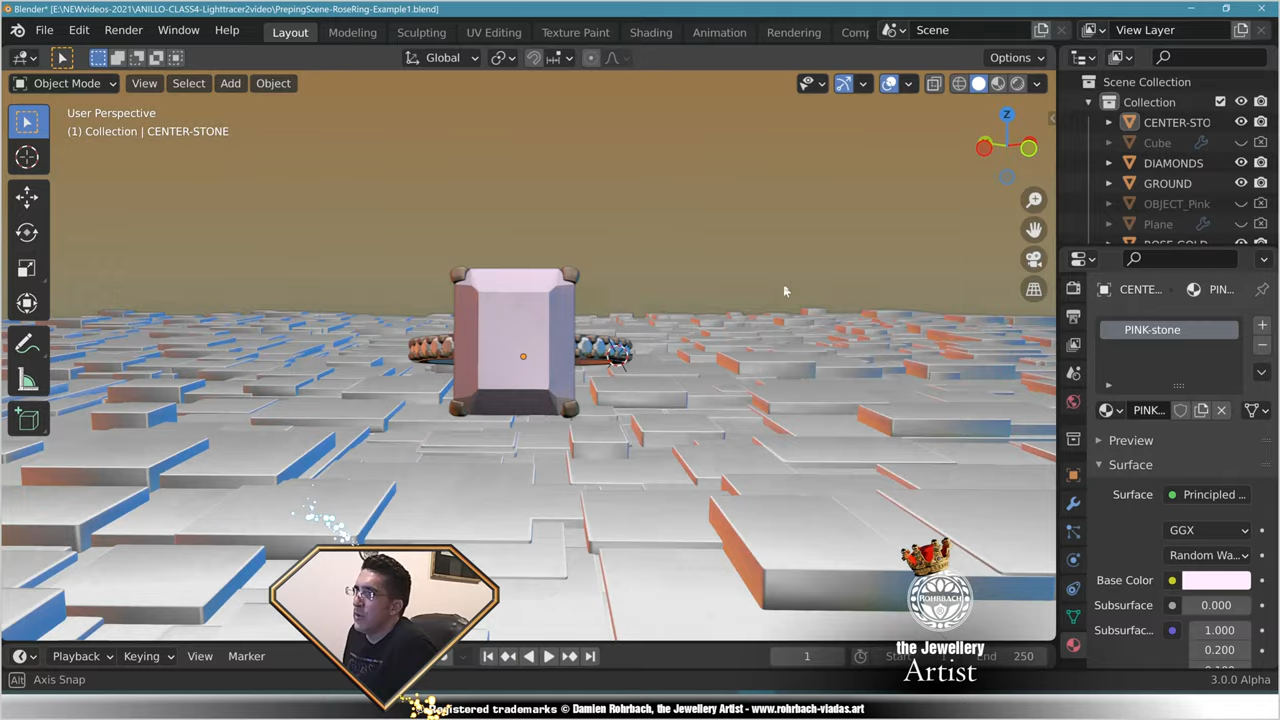 Blender* [E:\NEWvideos-2021\ANILLO-CLASS4-Lighttracer2video\PrepingScene-RoseRing-Example1.blend]
File Edit Render Window Help Layout Modeling Sculpting UV Editing Texture Paint Shading Animation Rendering Comp Scene View Layer
Global Options
Object Mode View Select Add Object
Scene Collection
Collection
CENTER-STO
Cube
DIAMONDS
GROUND
OBJECT_Pink
Plane
User Perspective
(1) Collection | CENTER-STONE
Z
CENTE... PIN...
PINK-stone
PINK...
Preview
Surface
Surface Principled ...
GGX
Random Wa...
Base Color
Subsurface 0.000
Subsurfac... 1.000
0.200
ROHRBACH
the Jewellery
Artist
Playback Keying View Marker 1 Start End 250
Alt Axis Snap 3.0.0 Alpha
Registered trademarks © Damien Rohrbach, the Jewellery Artist - www.rohrbach-viadas.art